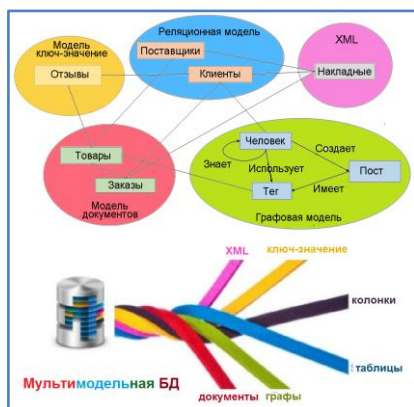 Модель
ключ-значение
Отзывы
Реляционная модель
Поставщики
Клиенты
XML
Накладные
Товары
Заказы
Модель
документов
Человек
Создает
Знает
Использует
Пост
Тег
Имеет
Графовая модель
XML
ключ-значение
колонки
таблицы
графы
документы
Мультимодельная БД